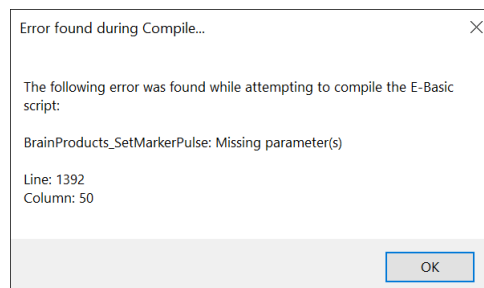 Error found during Compile...
The following error was found while attempting to compile the E-Basic
script:
BrainProducts_SetMarkerPulse: Missing parameter(s)
Line: 1392
Column: 50
OK